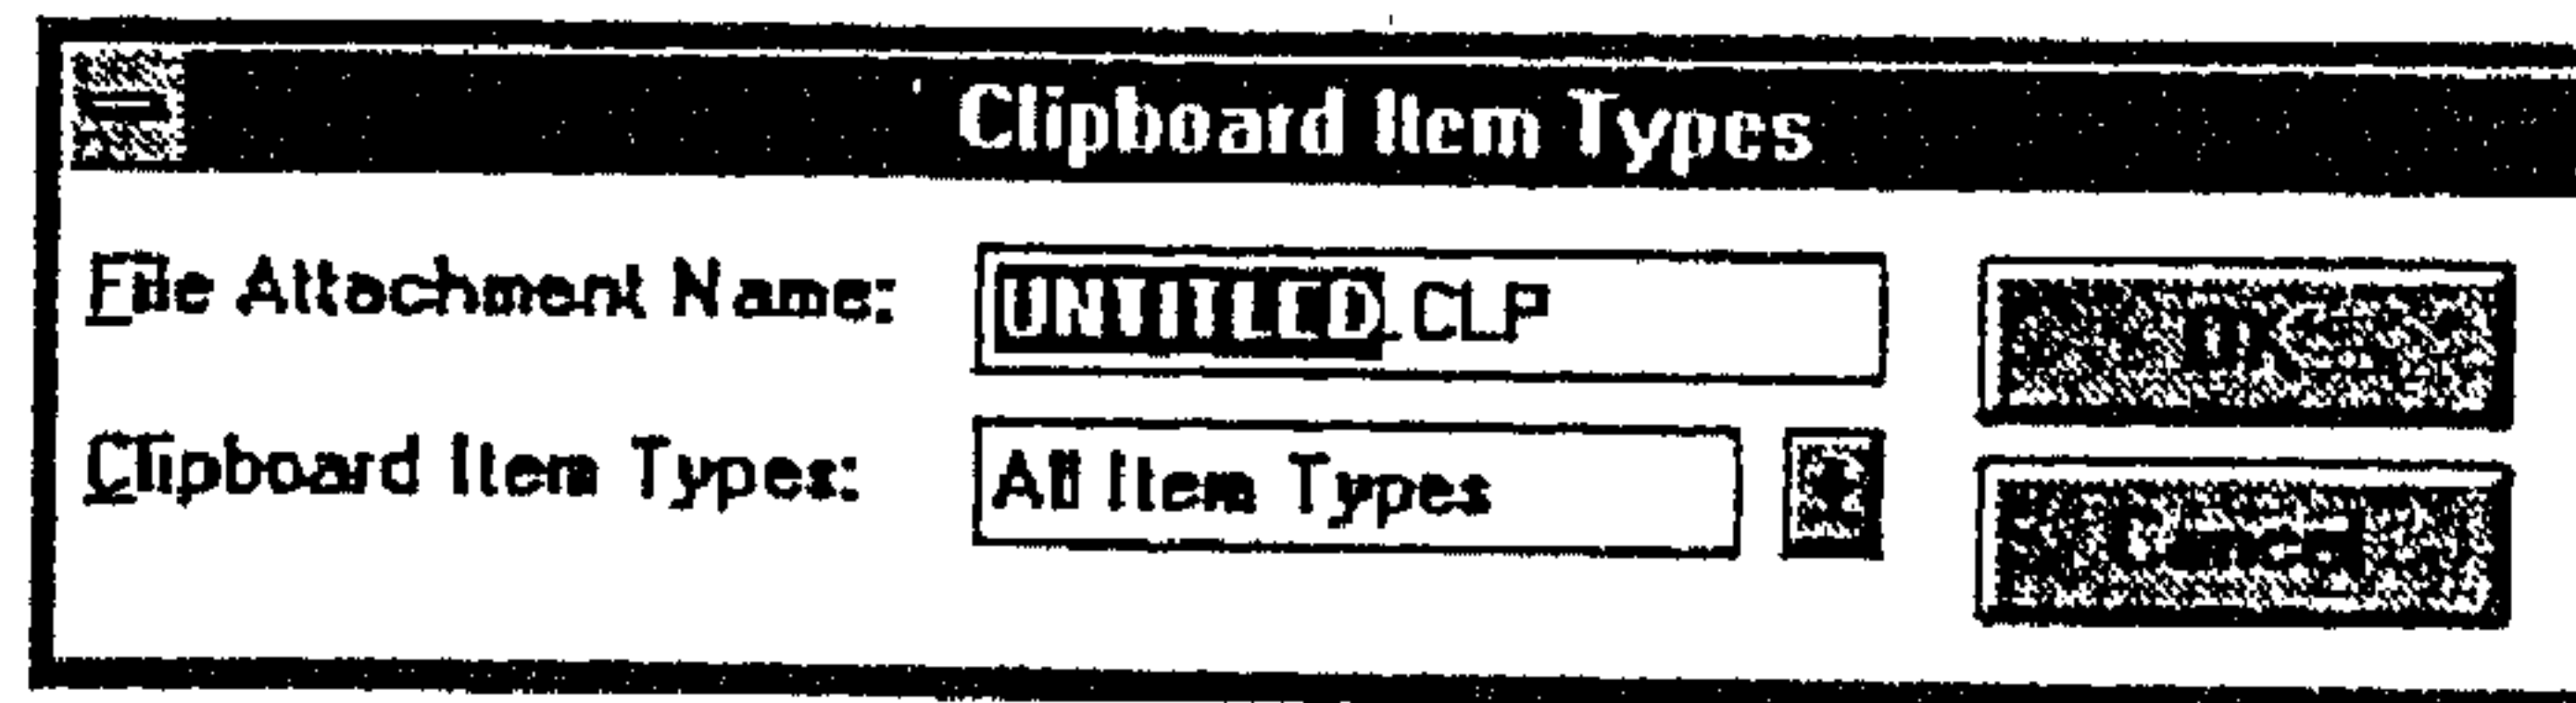 Clipboard Item Types
File Attachment Name: UNTITLED.CLP OK
Clipboard Item Types: All Item Types Cancel